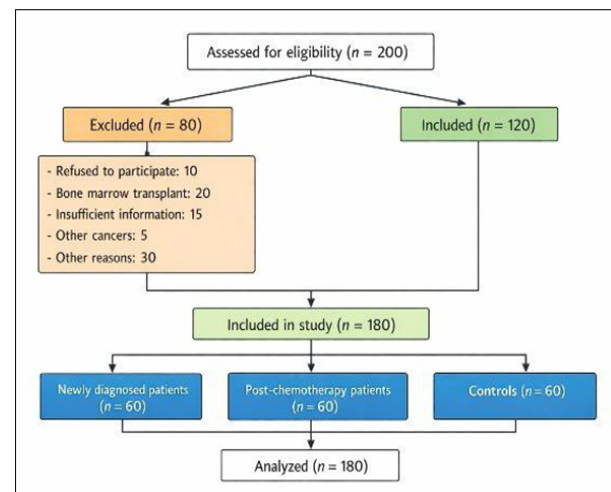 Assessed for eligibility (n = 200)
Excluded (n = 80)
Included (n = 120)
- Refused to participate: 10
- Bone marrow transplant: 20
- Insufficient information: 15
- Other cancers: 5
- Other reasons: 30
Included in study (n = 180)
Newly diagnosed patients
(n = 60)
Post-chemotherapy patients
(n = 60)
Controls (n = 60)
Analyzed (n = 180)